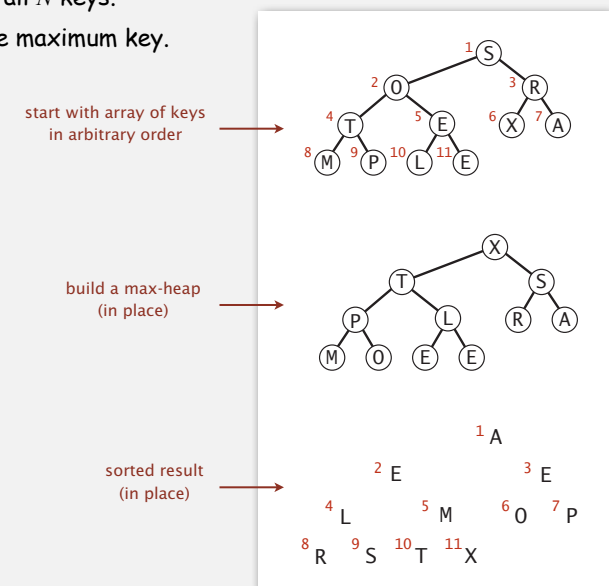 all N keys.
e maximum key.
1 S
2 O 3 R
start with array of keys
in arbitrary order
4 T 5 E 6 X 7 A
8 M 9 P 10 L 11 E
X
T S
build a max-heap
(in place)
P L R A
M O E E
1 A
2 E 3 E
sorted result
(in place)
4 L 5 M 6 O 7 P
8 R 9 S 10 T 11 X